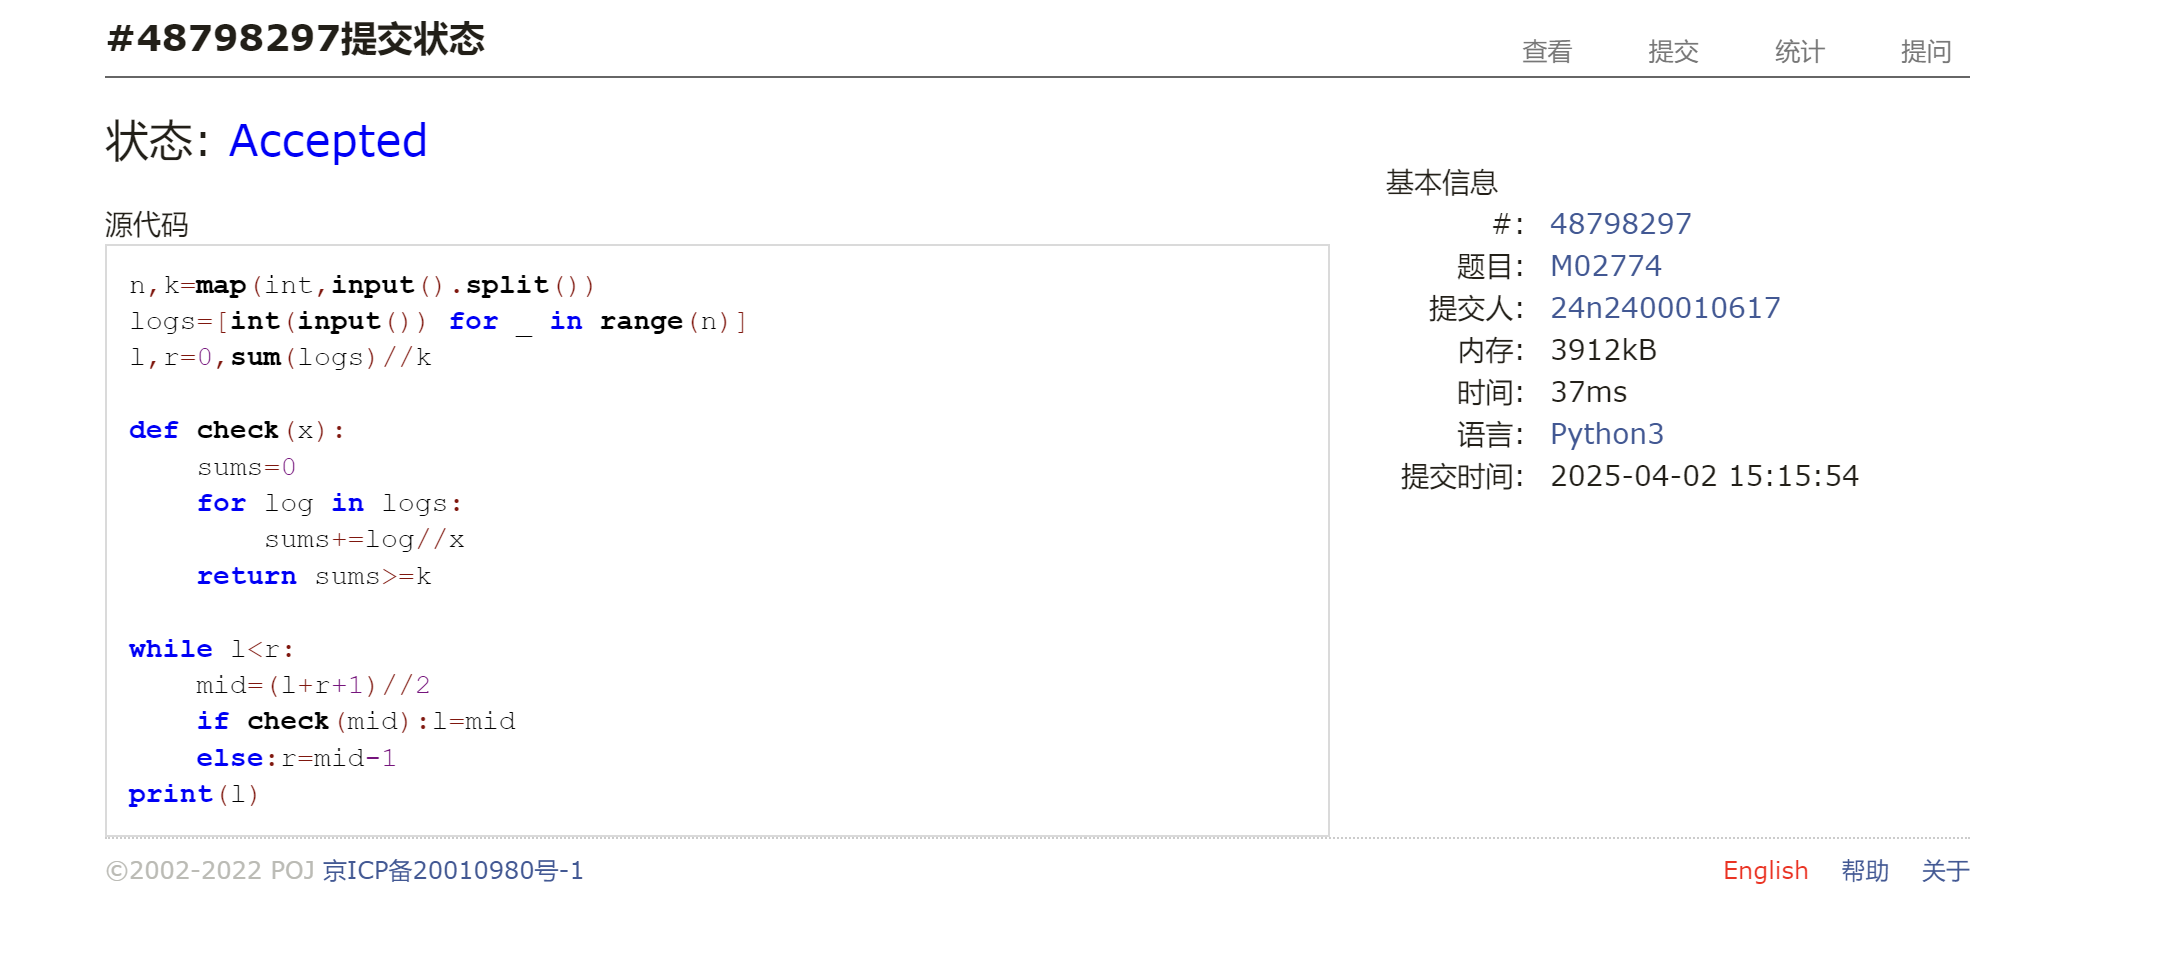 #48798297提交状态
查看 提交 统计 提问
状态: Accepted
源代码
n,k=map(int,input().split())
logs=[int(input()) for _ in range(n)]
l,r=0,sum(logs)//k

def check(x):
    sums=0
    for log in logs:
        sums+=log//x
    return sums>=k

while l<r:
    mid=(l+r+1)//2
    if check(mid):l=mid
    else:r=mid-1
print(l)
基本信息
#: 48798297
题目: M02774
提交人: 24n2400010617
内存: 3912kB
时间: 37ms
语言: Python3
提交时间: 2025-04-02 15:15:54
©2002-2022 POJ 京ICP备20010980号-1
English 帮助 关于